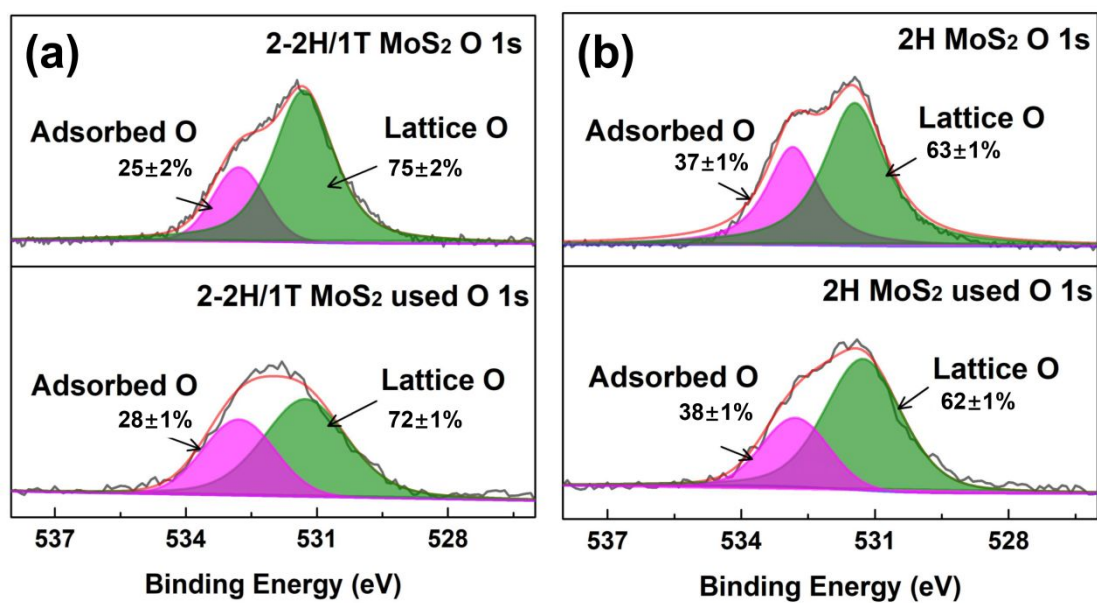 (a)
2-2H/1T MoS₂ O 1s
Adsorbed O
25±2%
Lattice O
75±2%
2-2H/1T MoS₂ used O 1s
Adsorbed O
28±1%
Lattice O
72±1%
537 534 531 528
Binding Energy (eV)
(b)
2H MoS₂ O 1s
Adsorbed O
37±1%
Lattice O
63±1%
2H MoS₂ used O 1s
Adsorbed O
38±1%
Lattice O
62±1%
537 534 531 528
Binding Energy (eV)